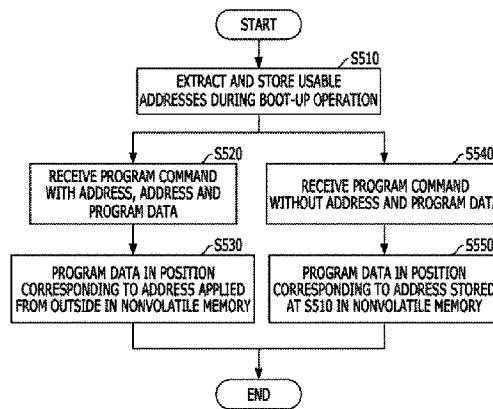 START
S510
EXTRACT AND STORE USABLE
ADDRESSES DURING BOOT-UP OPERATION
S520
RECEIVE PROGRAM COMMAND
WITH ADDRESS, ADDRESS AND
PROGRAM DATA
S540
RECEIVE PROGRAM COMMAND
WITHOUT ADDRESS AND PROGRAM DATA
S530
PROGRAM DATA IN POSITION
CORRESPONDING TO ADDRESS APPLIED
FROM OUTSIDE IN NONVOLATILE MEMORY
S550
PROGRAM DATA IN POSITION
CORRESPONDING TO ADDRESS STORED
AT S510 IN NONVOLATILE MEMORY
END